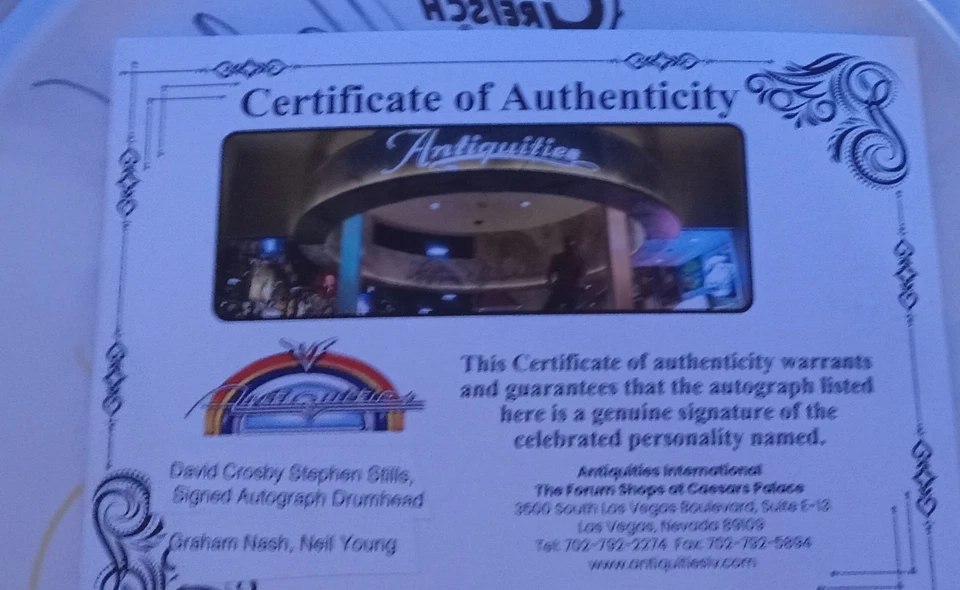 GRETSCH
Certificate of Authenticity
Antiquities
Antiquities
This Certificate of authenticity warrants
and guarantees that the autograph listed
here is a genuine signature of the
celebrated personality named.
David Crosby Stephen Stills,
Signed Autograph Drumhead
Graham Nash, Neil Young
Antiquities International
The Forum Shops at Caesars Palace
3500 South Las Vegas Boulevard, Suite E-13
Las Vegas, Nevada 89109
Tel: 702-792-2274 Fax: 702-792-5894
www.antiquitieslv.com